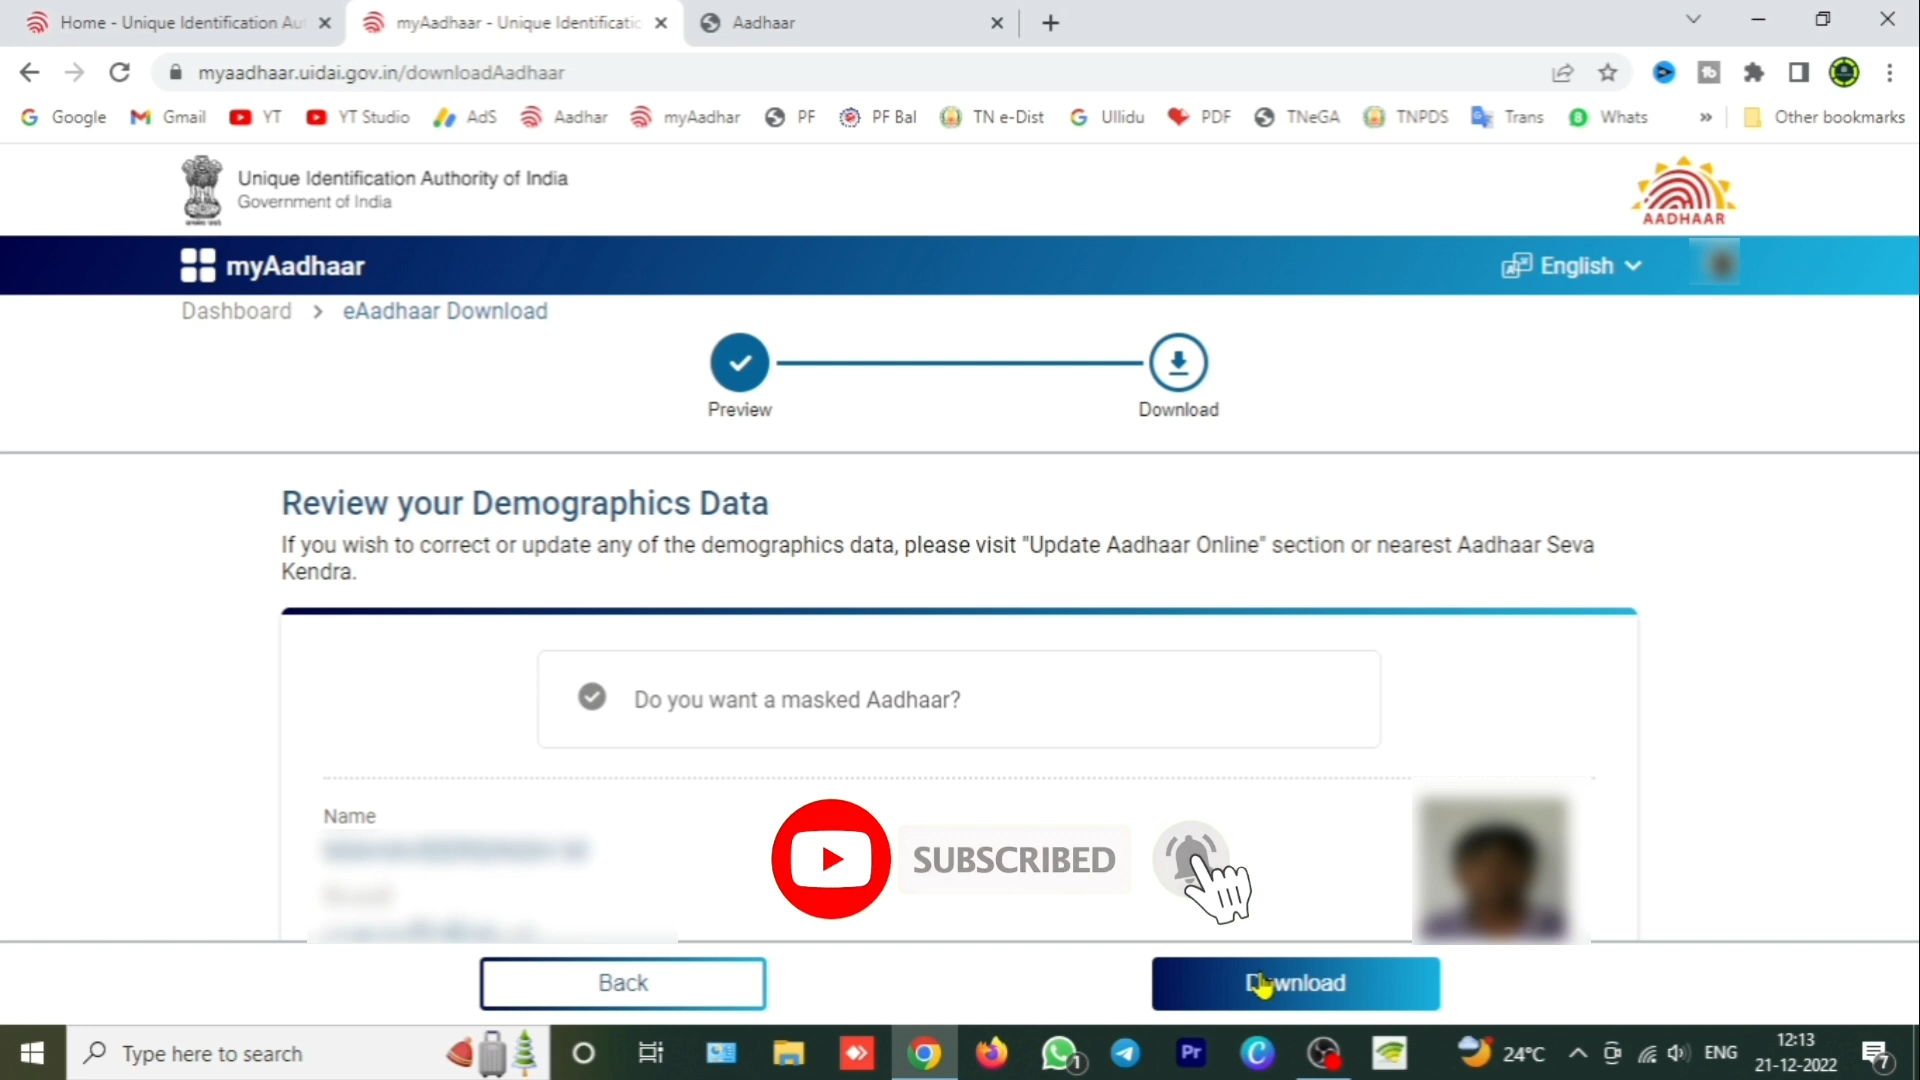 Home - Unique Identification Au
myAadhaar - Unique Identificatic
Aadhaar
myaadhaar.uidai.gov.in/downloadAadhaar
Google
Gmail
YT
YT Studio
AdS
Aadhar
myAadhar
PF
PF Bal
TN e-Dist
Ullidu
PDF
TNeGA
TNPDS
Trans
Whats
Other bookmarks
Unique Identification Authority of India
Government of India
AADHAAR
myAadhaar
English
Dashboard > eAadhaar Download
Preview
Download
Review your Demographics Data
If you wish to correct or update any of the demographics data, please visit "Update Aadhaar Online" section or nearest Aadhaar Seva
Kendra.
Do you want a masked Aadhaar?
Name
SUBSCRIBED
Back
Download
Type here to search
1
Pr
24°C
ENG
12:13
21-12-2022
7